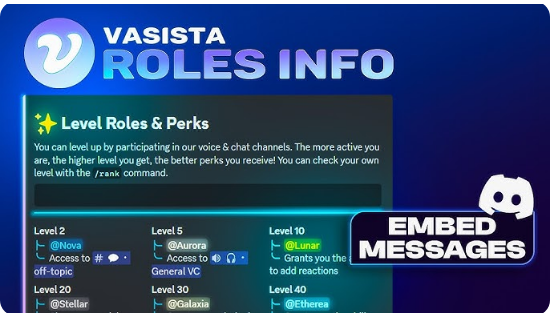 VASISTA
ROLES INFO
Level Roles & Perks
You can level up by participating in our voice & chat channels. The more active you
are, the higher level you get, the better perks you receive! You can check your own
level with the /rank command.
Level 2
@Nova
Access to # 💬 ·
off-topic
Level 5
@Aurora
Access to 🔊 🎧 ·
General VC
Level 10
@Lunar
Grants you the
to add reactions
EMBED
MESSAGES
Level 20
@Stellar
Level 30
@Galaxia
Level 40
@Etherea